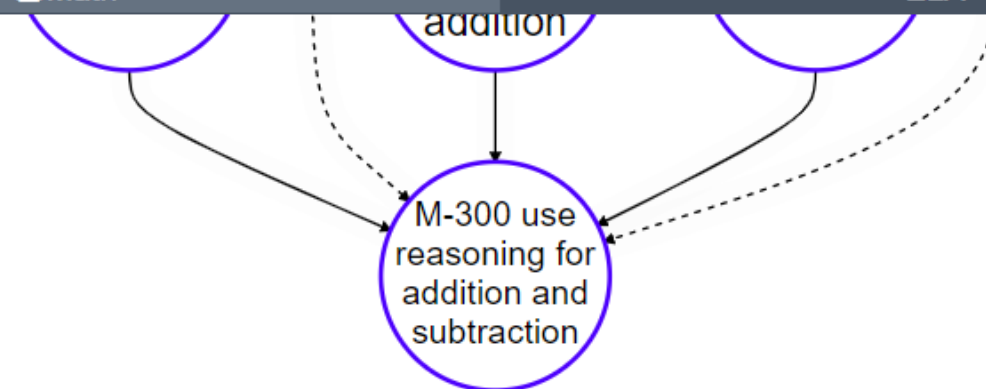 addition
M-300 use
reasoning for
addition and
subtraction